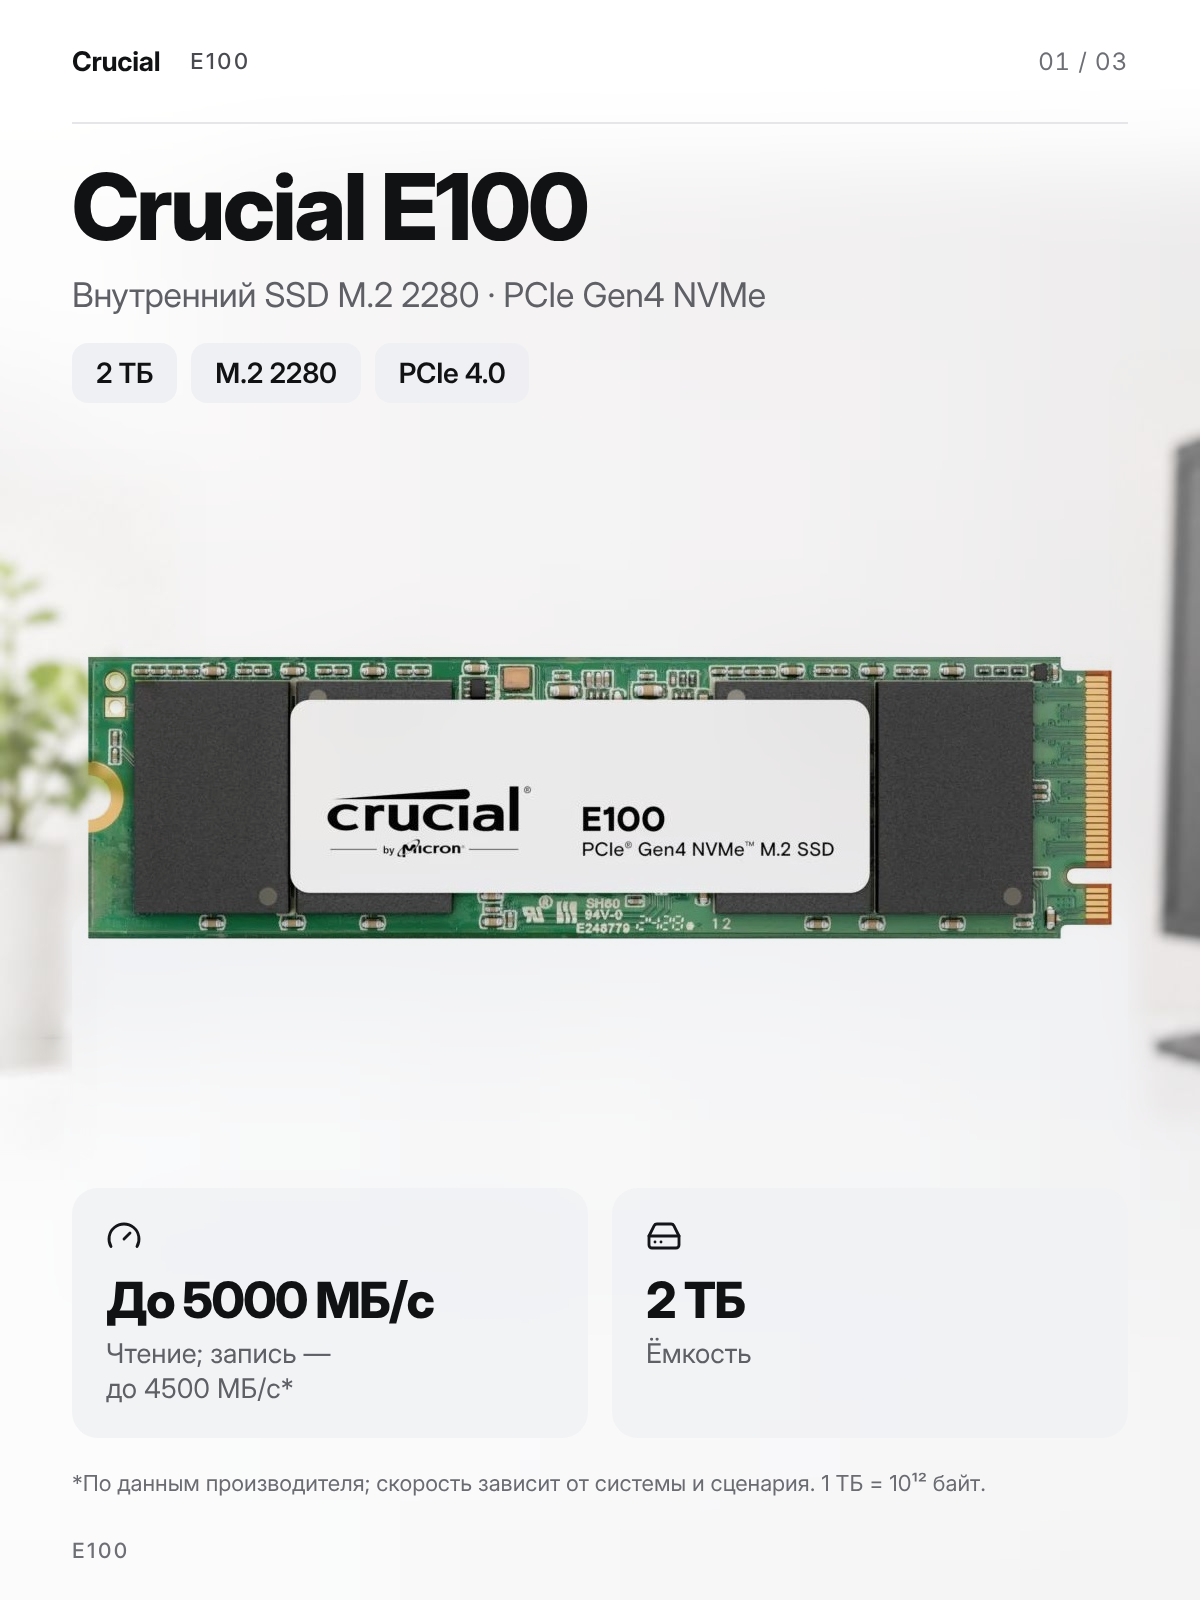 Crucial E100
01 / 03
Crucial E100
Внутренний SSD M.2 2280 · PCIe Gen4 NVMe
2 ТБ
M.2 2280
PCIe 4.0
crucial®
by Micron®
E100
PCIe® Gen4 NVMe™ M.2 SSD
SH60
94V-0
E248779
2428
12
До 5000 МБ/с
Чтение; запись —
до 4500 МБ/с*
2 ТБ
Ёмкость
*По данным производителя; скорость зависит от системы и сценария. 1 ТБ = 10¹² байт.
E100